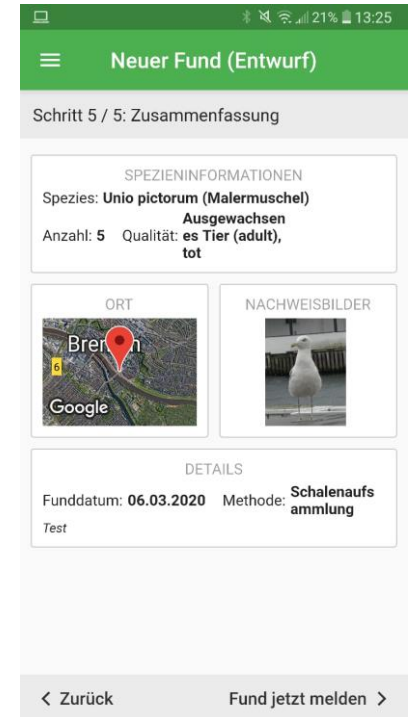 21% 13:25
Neuer Fund (Entwurf)
Schritt 5 / 5: Zusammenfassung
SPEZIENINFORMATIONEN
Spezies: Unio pictorum (Malermuschel)
Anzahl: 5 Qualität: Ausgewachsen
es Tier (adult),
tot
ORT
Bremen
6
Google
NACHWEISBILDER
DETAILS
Funddatum: 06.03.2020 Methode: Schalenaufs
ammlung
Test
Zurück
Fund jetzt melden